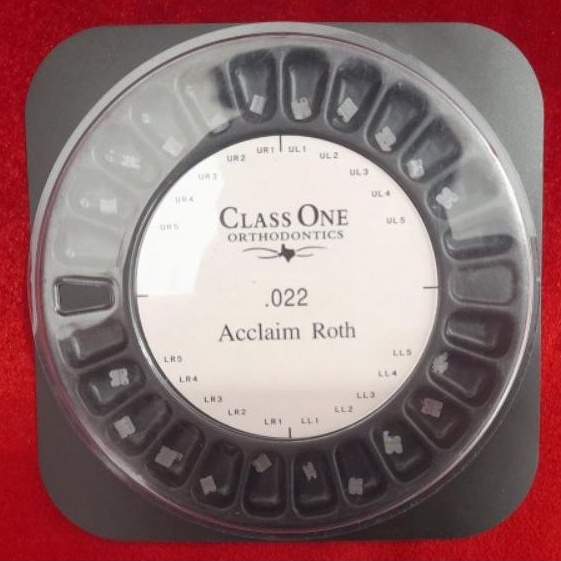 UR1 UL1
UR2 UL2
UR3 UL3
UR4 UL4
UR5 UL5
CLASS ONE
ORTHODONTICS
.022
Acclaim Roth
LR5 LL5
LR4 LL4
LR3 LL3
LR2 LL2
LR1 LL1